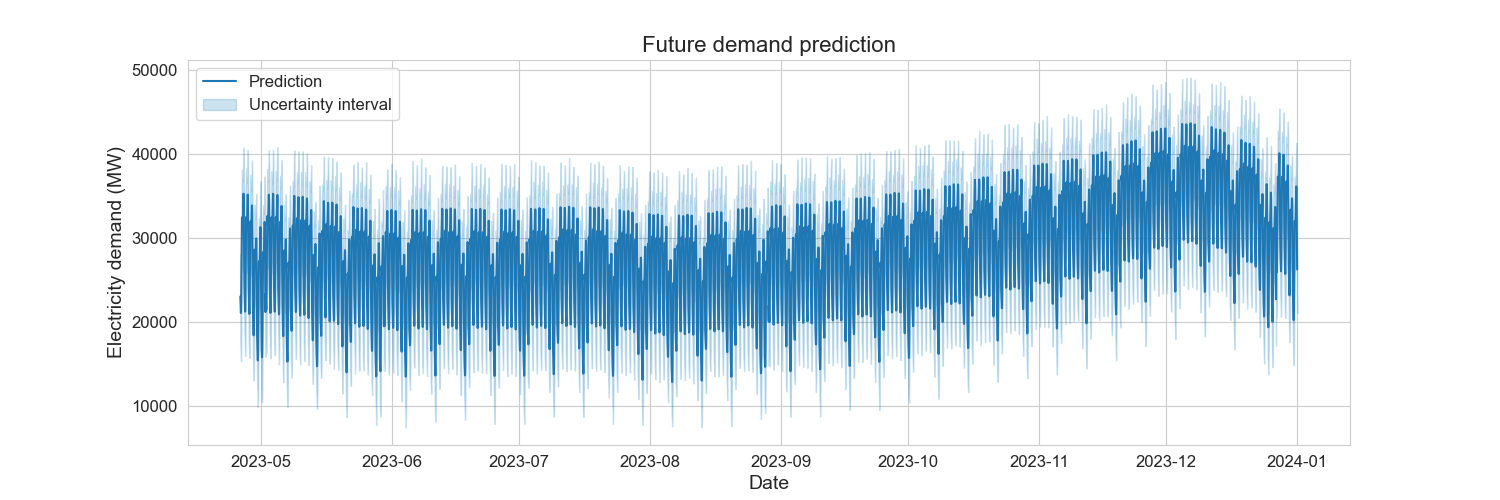 Future demand prediction
Prediction
Uncertainty interval
50000
40000
30000
20000
10000
Electricity demand (MW)
2023-05 2023-06 2023-07 2023-08 2023-09 2023-10 2023-11 2023-12 2024-01
Date